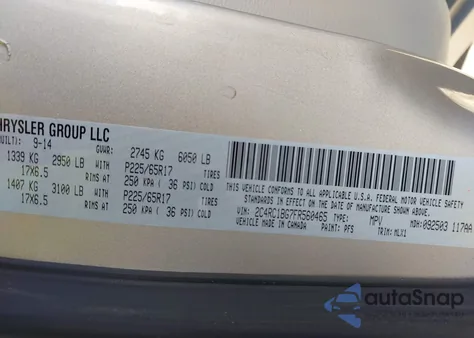 HRYSLER GROUP LLC
BUILT): 9-14 GVWR: 2745 KG 6050 LB
1339 KG 2950 LB WITH P225/65R17 TIRES
17X6.5 RIMS AT 250 KPA ( 36 PSI) COLD
1407 KG 3100 LB WITH P225/65R17 TIRES
17X6.5 RIMS AT 250 KPA ( 36 PSI) COLD
THIS VEHICLE CONFORMS TO ALL APPLICABLE U.S.A. FEDERAL MOTOR VEHICLE SAFETY
STANDARDS IN EFFECT ON THE DATE OF MANUFACTURE SHOWN ABOVE.
VIN: 2C4RC1BG7FR560465 TYPE: MPV MDH: 092503 117AA
VEHICLE MADE IN CANADA PAINT: PFS TRIM: MLX1
autoSnap